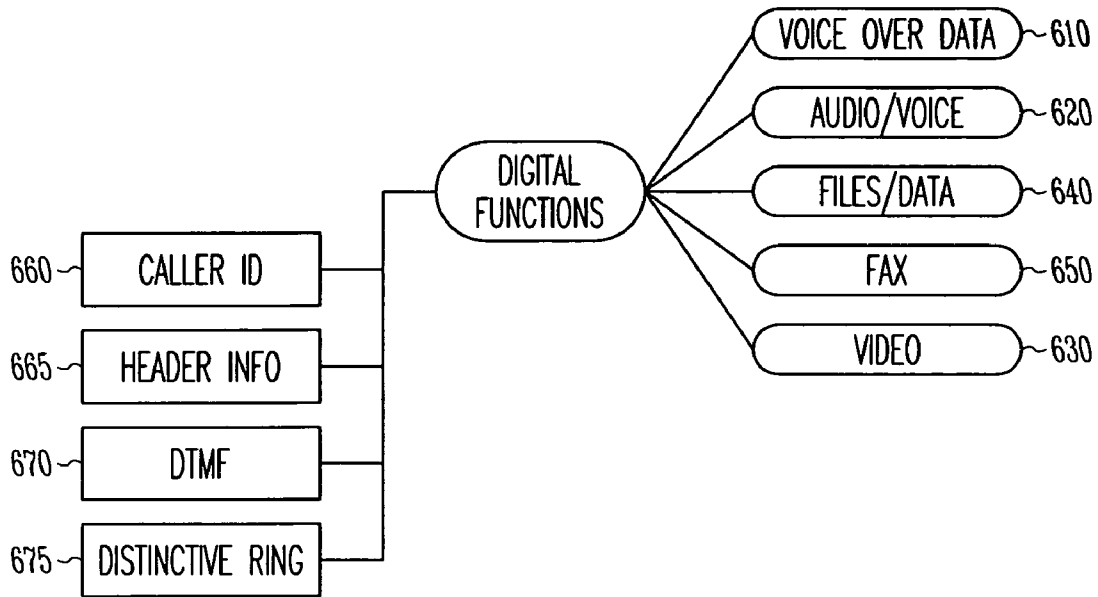 VOICE OVER DATA 610
AUDIO/VOICE 620
DIGITAL
FUNCTIONS
FILES/DATA 640
660 CALLER ID
FAX 650
665 HEADER INFO
VIDEO 630
670 DTMF
675 DISTINCTIVE RING